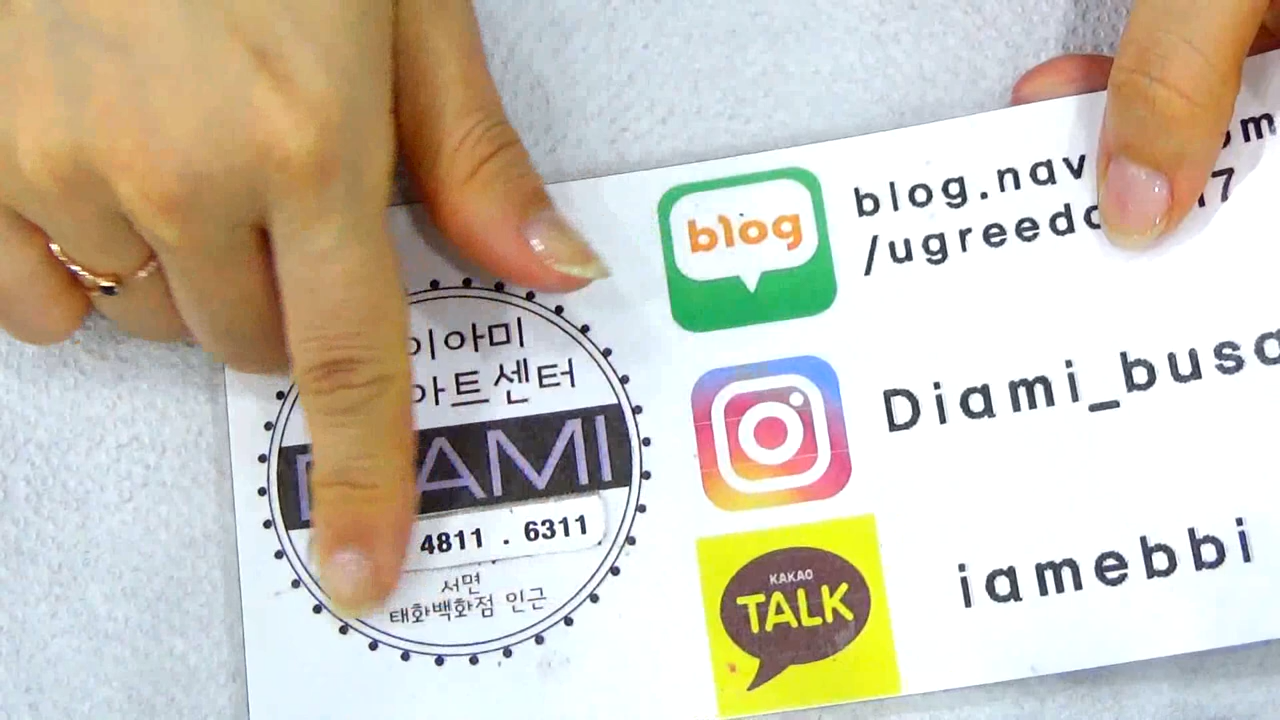 이아미
아트센터
AMI
4811 . 6311
서면
태화백화점 인근
blog
blog.nav
/ugreed
Diami_busa
KAKAO
TALK
iamebbi